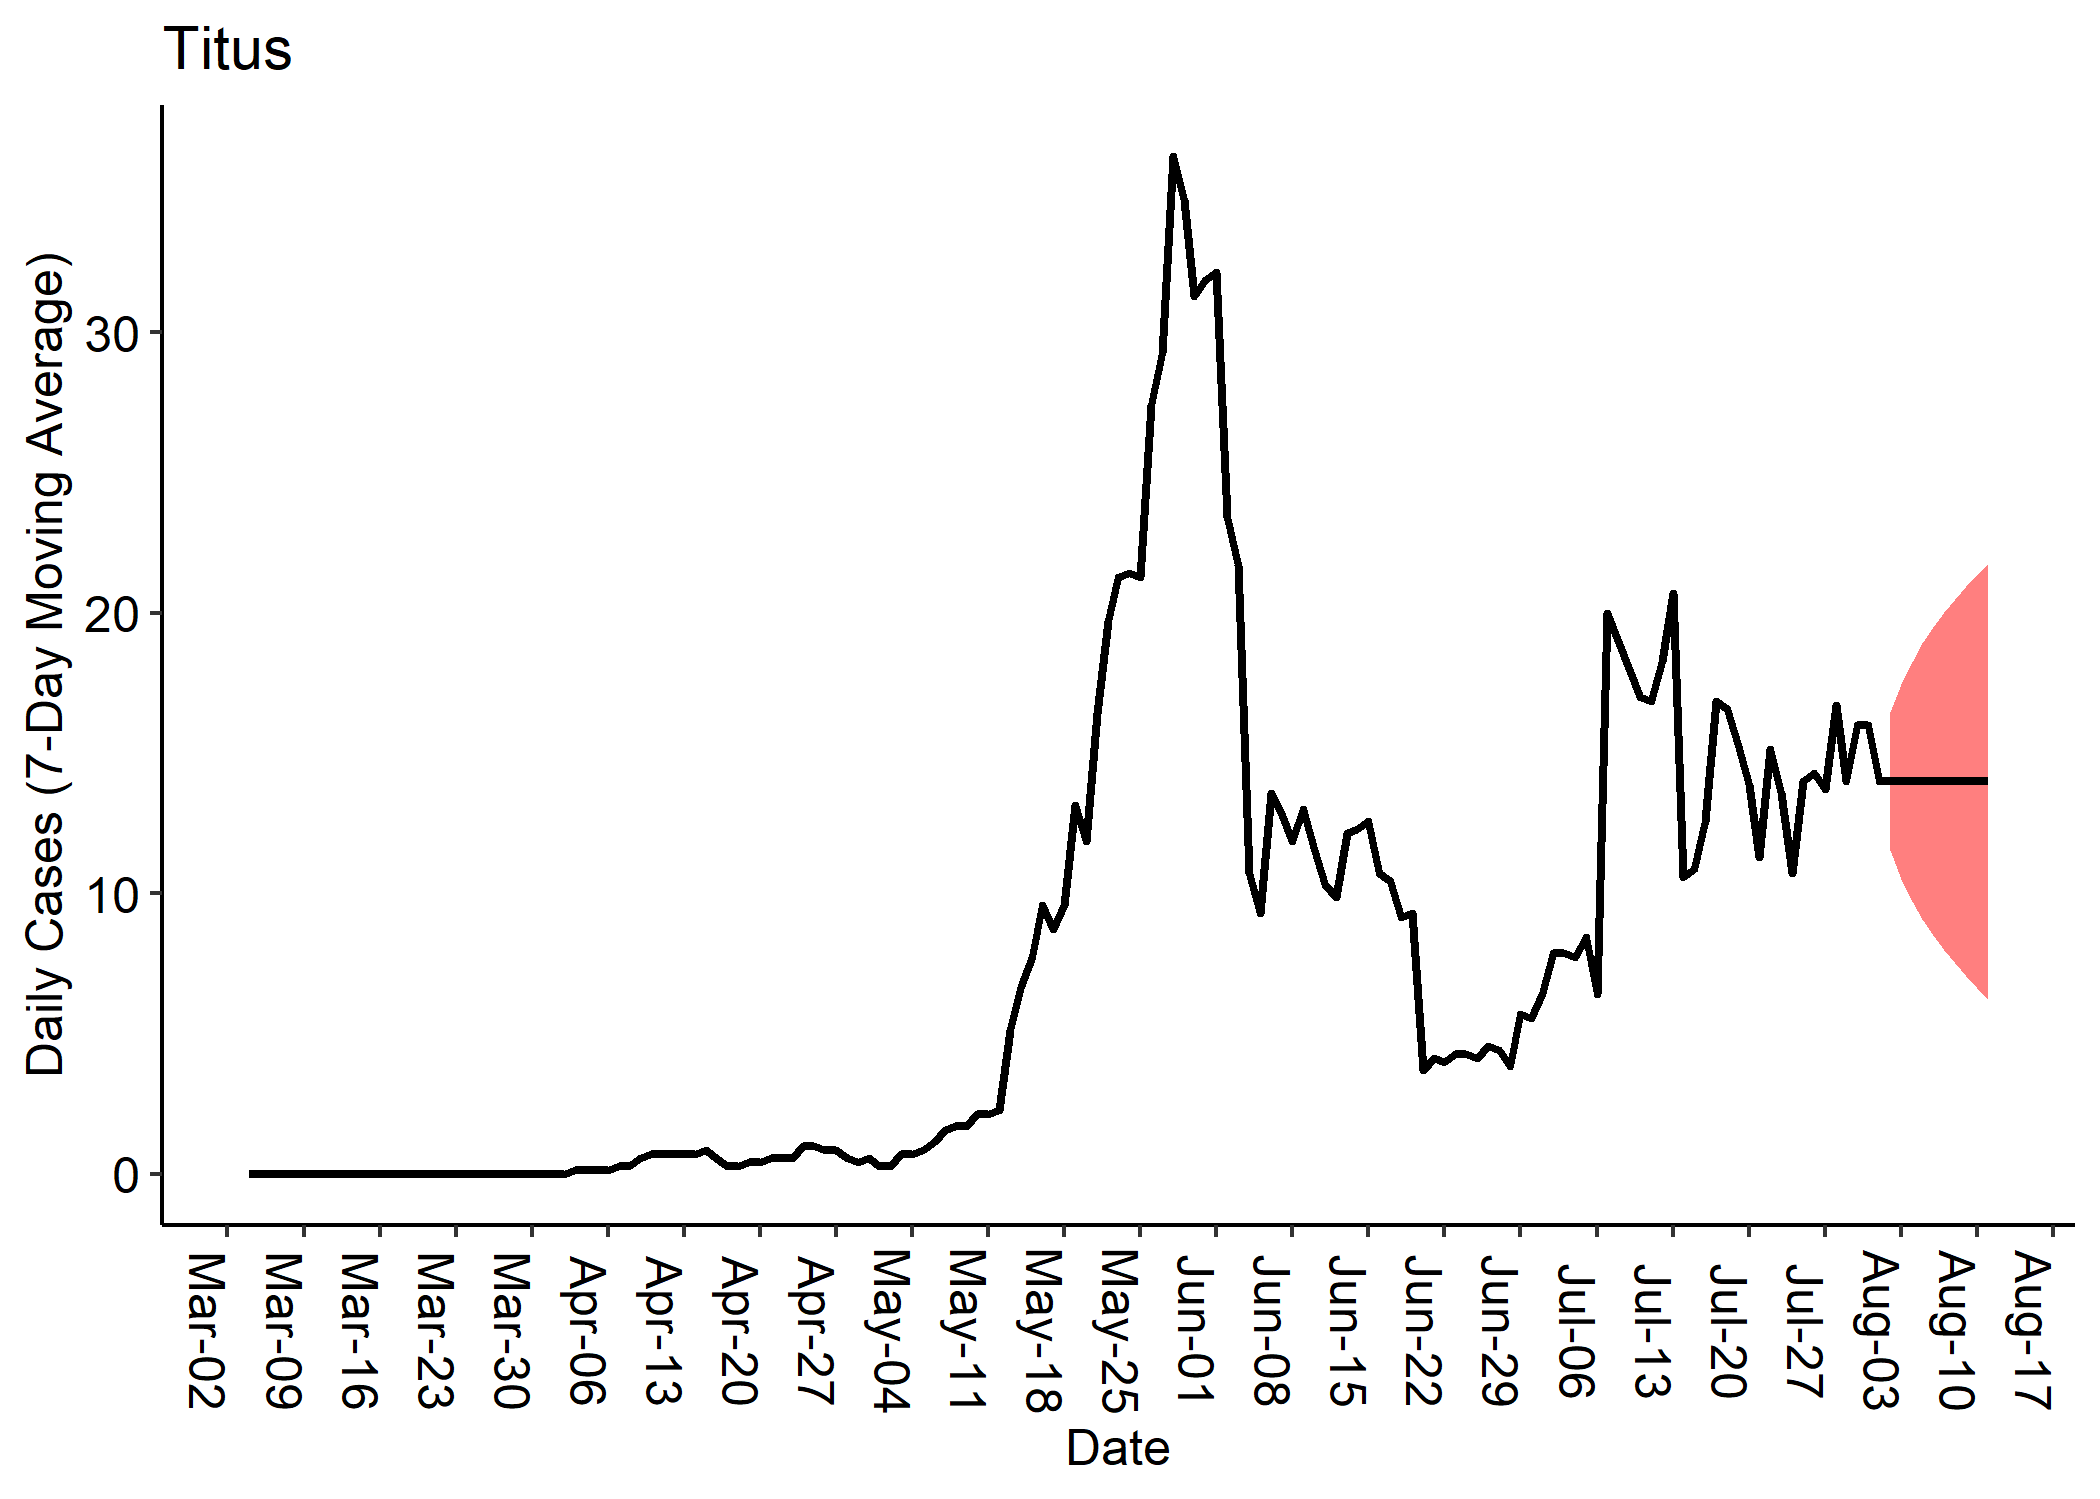 Titus
Daily Cases (7-Day Moving Average)
30
20
10
0
Mar-02
Mar-09
Mar-16
Mar-23
Mar-30
Apr-06
Apr-13
Apr-20
Apr-27
May-04
May-11
May-18
May-25
Jun-01
Jun-08
Jun-15
Jun-22
Jun-29
Jul-06
Jul-13
Jul-20
Jul-27
Aug-03
Aug-10
Aug-17
Date